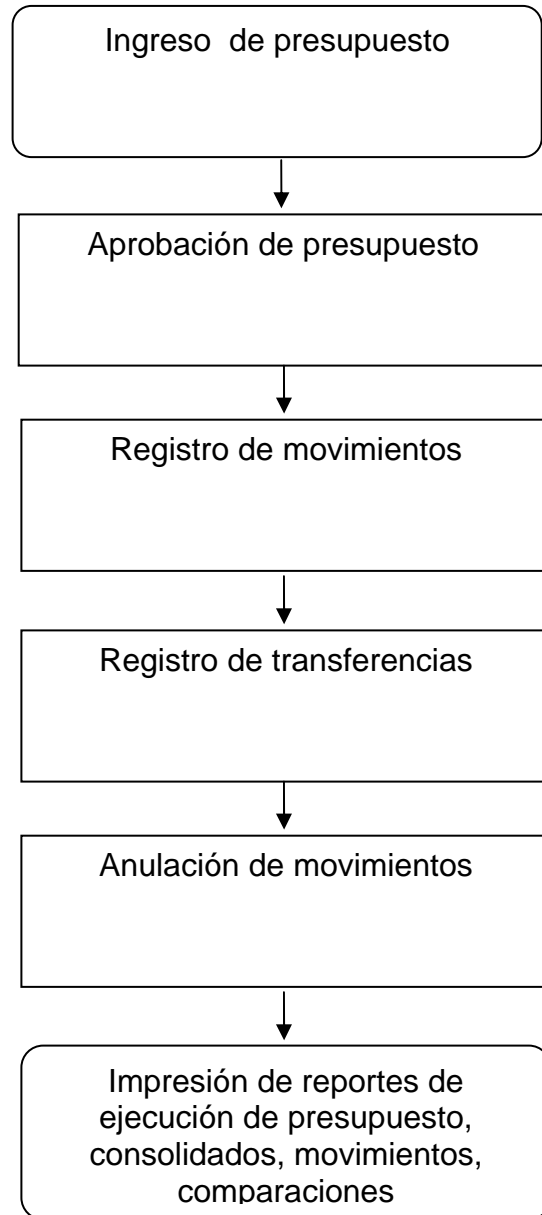 Ingreso  de presupuesto
Aprobación de presupuesto
Registro de movimientos
Registro de transferencias
Anulación de movimientos
Impresión de reportes de
ejecución de presupuesto,
consolidados, movimientos,
comparaciones